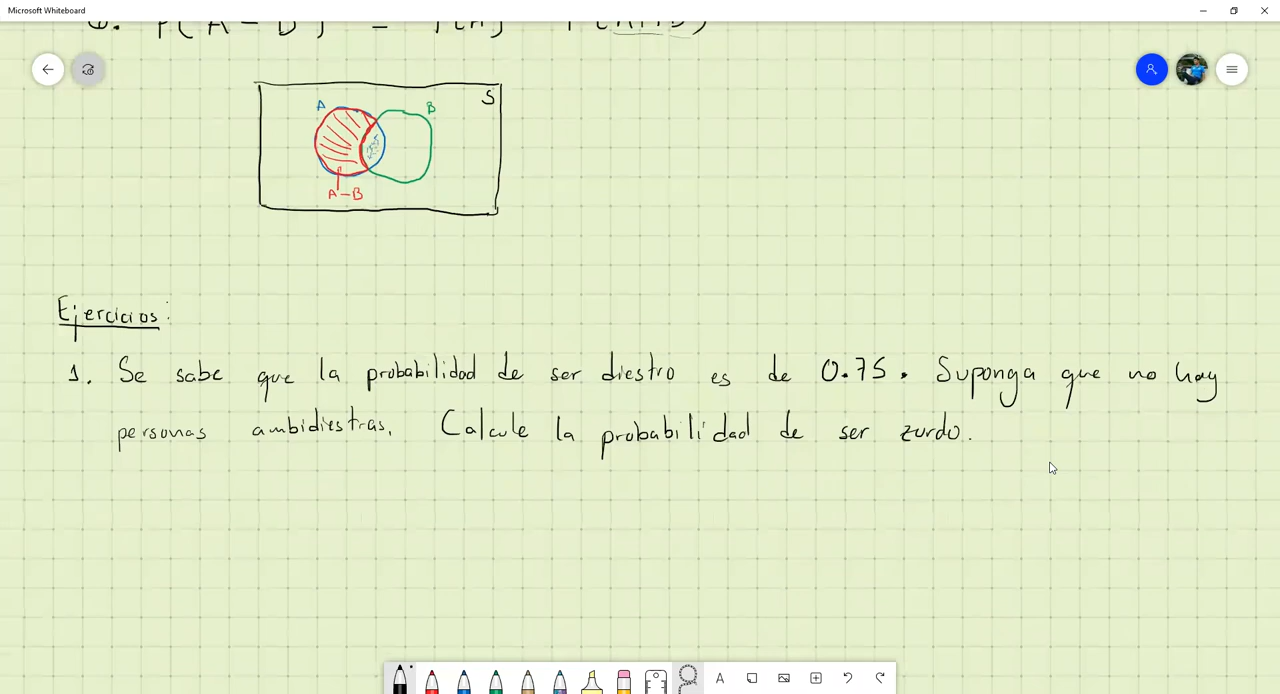 Microsoft Whiteboard
6. P(A - B) = P(A) - P(A∩B)
S
A B
A-B
Ejercicios:
1. Se sabe que la probabilidad de ser diestro es de 0.75. Suponga que no hay
personas ambidiestras. Calcule la probabilidad de ser zurdo.
A